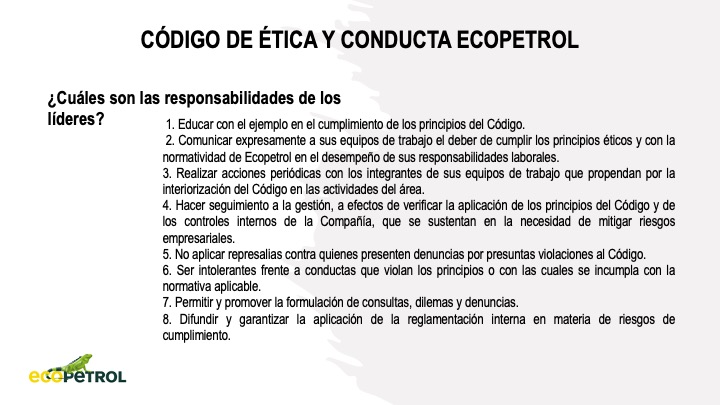 CÓDIGO DE ÉTICA Y CONDUCTA ECOPETROL
¿Cuáles son las responsabilidades de los
líderes?
1. Educar con el ejemplo en el cumplimiento de los principios del Código.
2. Comunicar expresamente a sus equipos de trabajo el deber de cumplir los principios éticos y con la
normatividad de Ecopetrol en el desempeño de sus responsabilidades laborales.
3. Realizar acciones periódicas con los integrantes de sus equipos de trabajo que propendan por la
interiorización del Código en las actividades del área.
4. Hacer seguimiento a la gestión, a efectos de verificar la aplicación de los principios del Código y de
los controles internos de la Compañía, que se sustentan en la necesidad de mitigar riesgos
empresariales.
5. No aplicar represalias contra quienes presenten denuncias por presuntas violaciones al Código.
6. Ser intolerantes frente a conductas que violan los principios o con las cuales se incumpla con la
normativa aplicable.
7. Permitir y promover la formulación de consultas, dilemas y denuncias.
8. Difundir y garantizar la aplicación de la reglamentación interna en materia de riesgos de
cumplimiento.
ecoPETROL